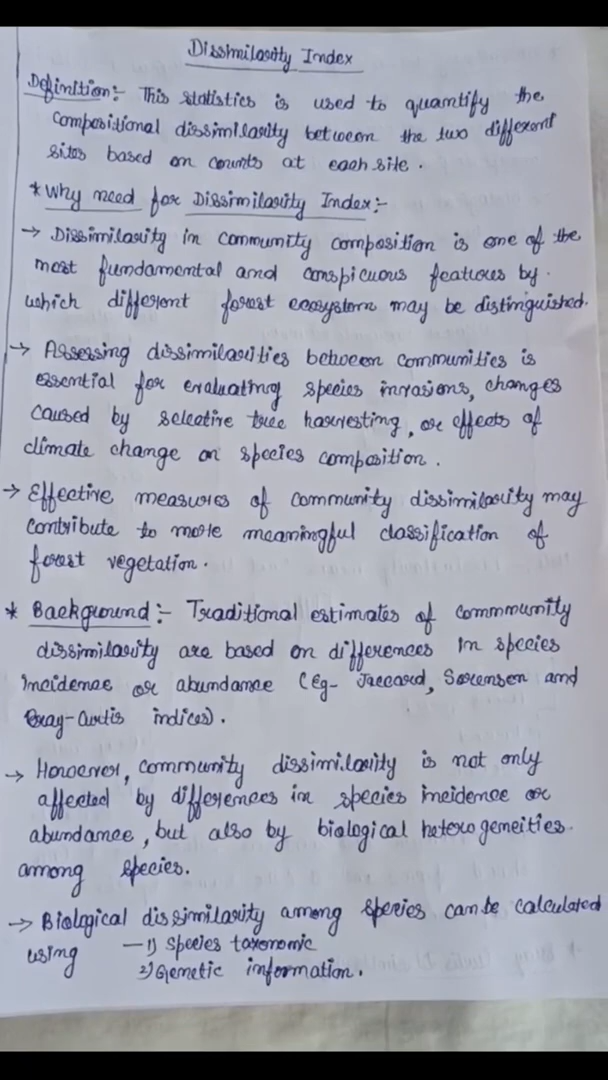 Dissimilarity Index
Definition:- This statistics is used to quantify the
compositional dissimilarity between the two different
sites based on counts at each site.
* Why need for Dissimilarity Index:-
→ Dissimilarity in community composition is one of the
most fundamental and conspicuous features by.
which different forest ecosystem may be distinguished.
→ Assessing dissimilarities between communities is
essential for evaluating species invasions, changes
caused by selective tree harvesting, or effects of
climate change on species composition.
→ Effective measures of community dissimilarity may
contribute to more meaningful classification of
forest vegetation.
* Background:- Traditional estimates of commmunity
dissimilarity are based on differences in species
incidence or abundance (eg- Jaccard, Sorensen and
Bray-Curtis indices).
→ However, community dissimilarity is not only
affected by differences in species incidence or
abundance, but also by biological heterogeneities.
among species.
→ Biological dissimilarity among species can be calculated
using — 1) species taxonomic
2) Genetic information.